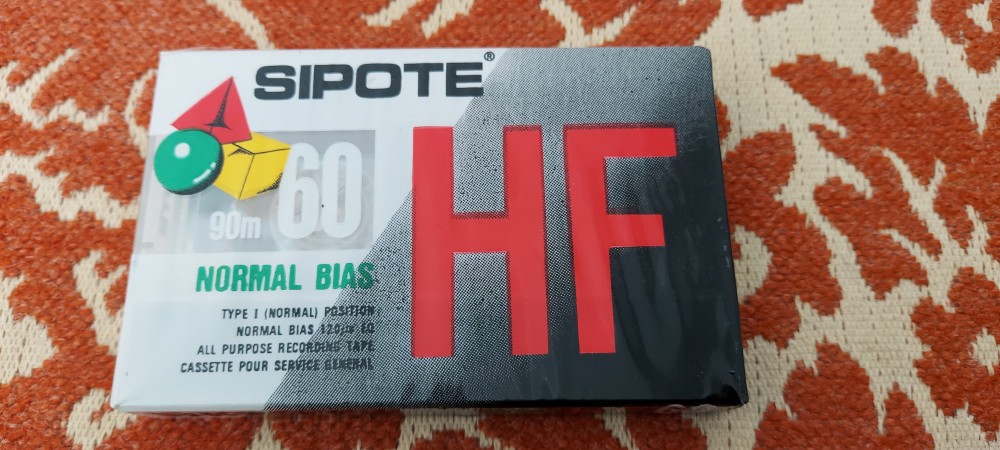 SIPOTE®
HF
90m 60
NORMAL BIAS
TYPE I (NORMAL) POSITION
NORMAL BIAS 120µs EQ
ALL PURPOSE RECORDING TAPE
CASSETTE POUR SERVICE GENERAL